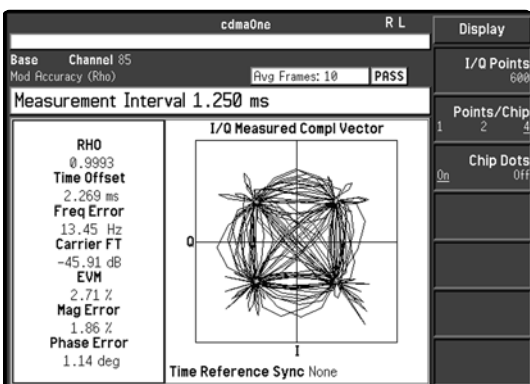 cdmaOne R L
Display
Base Channel 85
Mod Accuracy (Rho) Avg Frames: 10 PASS
Measurement Interval 1.250 ms
RHO
0.9993
Time Offset
2.269 ms
Freq Error
13.45 Hz
Carrier FT
-45.91 dB
EVM
2.71 %
Mag Error
1.86 %
Phase Error
1.14 deg
I/Q Measured Compl Vector
Q
I
Time Reference Sync None
I/Q Points
600
Points/Chip
1 2 4
Chip Dots
On Off